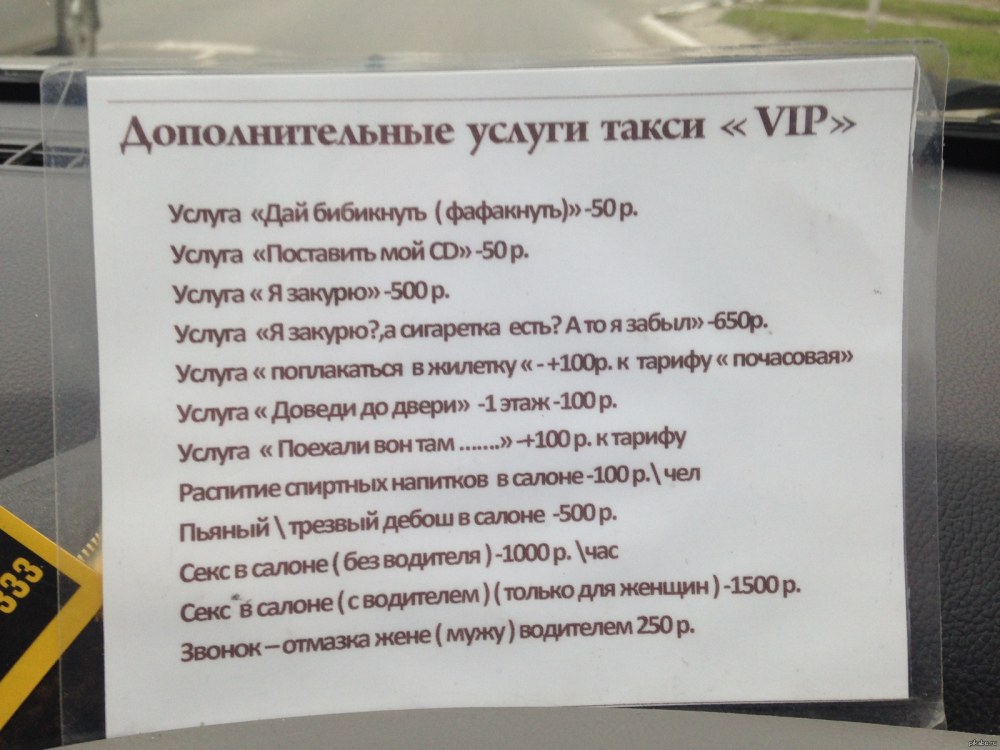 Дополнительные услуги такси « VIP»
Услуга «Дай бибикнуть ( фафакнуть)» -50 р.
Услуга «Поставить мой CD» -50 р.
Услуга « Я закурю» -500 р.
Услуга «Я закурю?,а сигаретка есть? А то я забыл» -650р.
Услуга « поплакаться в жилетку « - +100р. к тарифу « почасовая»
Услуга « Доведи до двери» -1 этаж -100 р.
Услуга « Поехали вон там .......» -+100 р. к тарифу
Распитие спиртных напитков в салоне -100 р.\ чел
Пьяный \ трезвый дебош в салоне -500 р.
Секс в салоне ( без водителя ) -1000 р. \час
Секс в салоне ( с водителем ) ( только для женщин ) -1500 р.
Звонок – отмазка жене ( мужу ) водителем 250 р.
333
pikabu.ru